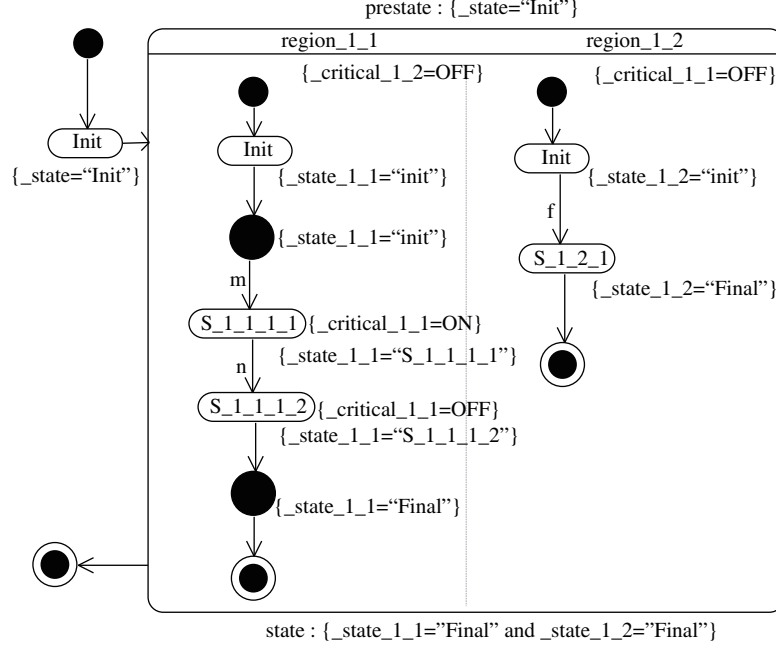 prestate : {_state=“Init”}
region_1_1
region_1_2
{_critical_1_2=OFF}
{_critical_1_1=OFF}
Init
{_state=“Init”}
Init
{_state_1_1=“init”}
{_state_1_1=“init”}
m
S_1_1_1_1
{_critical_1_1=ON}
{_state_1_1=“S_1_1_1_1”}
n
S_1_1_1_2
{_critical_1_1=OFF}
{_state_1_1=“S_1_1_1_2”}
{_state_1_1=“Final”}
Init
{_state_1_2=“init”}
f
S_1_2_1
{_state_1_2=“Final”}
state : {_state_1_1=”Final” and _state_1_2=”Final”}